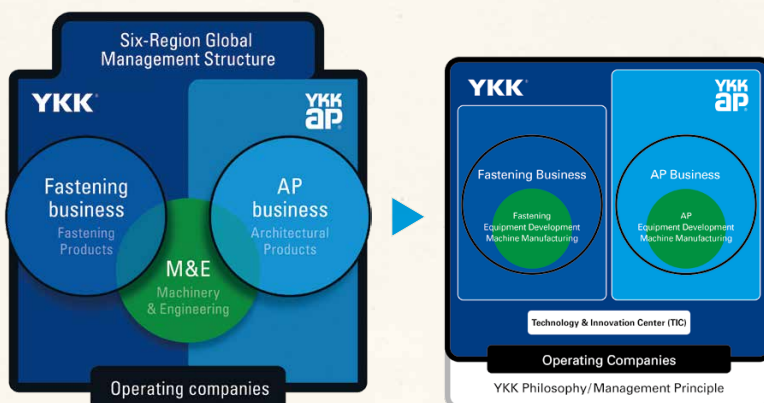 Six-Region Global
Management Structure
YKK®
YKK
ap®
Fastening
business
Fastening
Products
AP
business
Architectural
Products
M&E
Machinery
& Engineering
Operating companies
YKK®
YKK
ap®
Fastening Business
Fastening
Equipment Development
Machine Manufacturing
AP Business
AP
Equipment Development
Machine Manufacturing
Technology & Innovation Center (TIC)
Operating Companies
YKK Philosophy/Management Principle